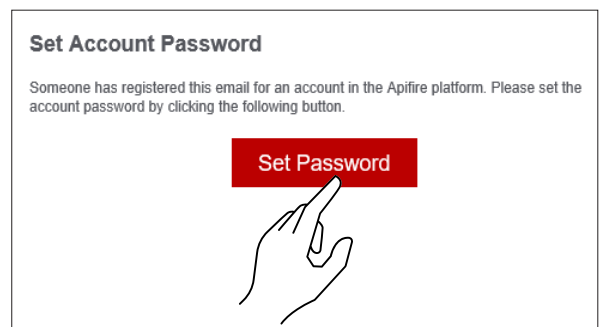 Set Account Password
Someone has registered this email for an account in the Apifire platform. Please set the
account password by clicking the following button.
Set Password